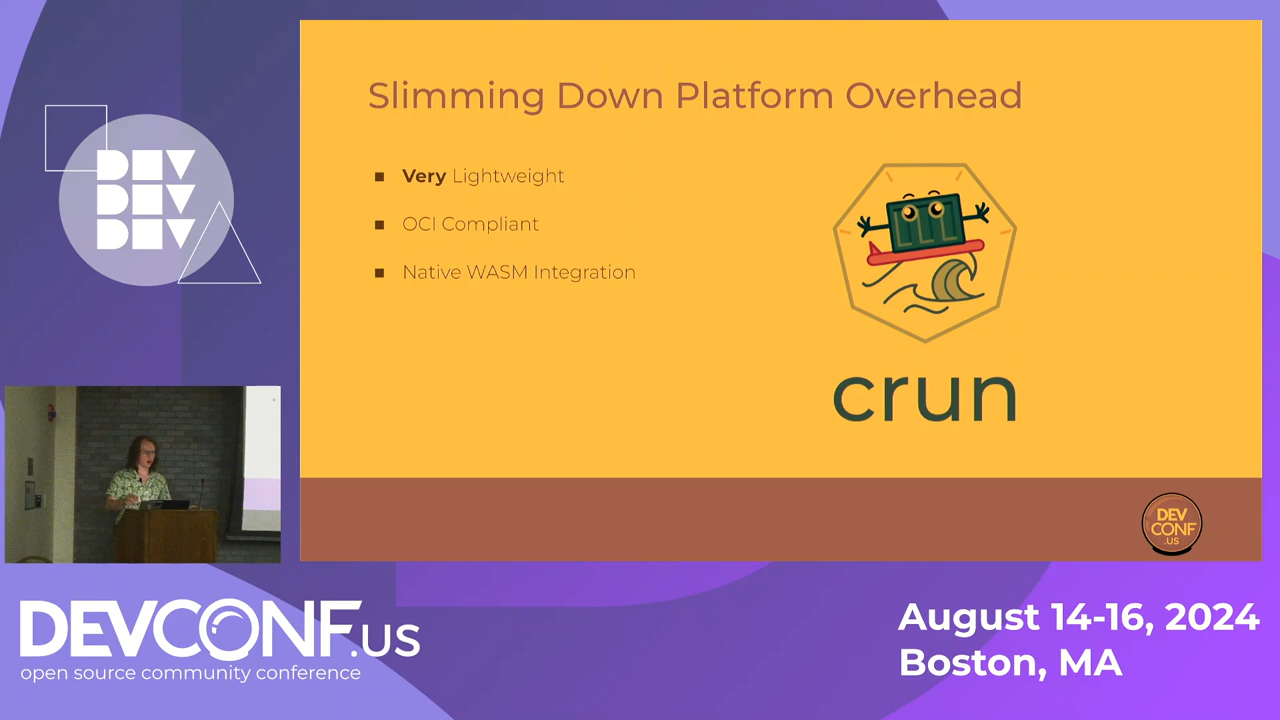 Slimming Down Platform Overhead
■ Very Lightweight
■ OCI Compliant
■ Native WASM Integration
crun
DEV
CONF
.US
DEV
DEV
DEV
DEVCONF.US
open source community conference
August 14-16, 2024
Boston, MA